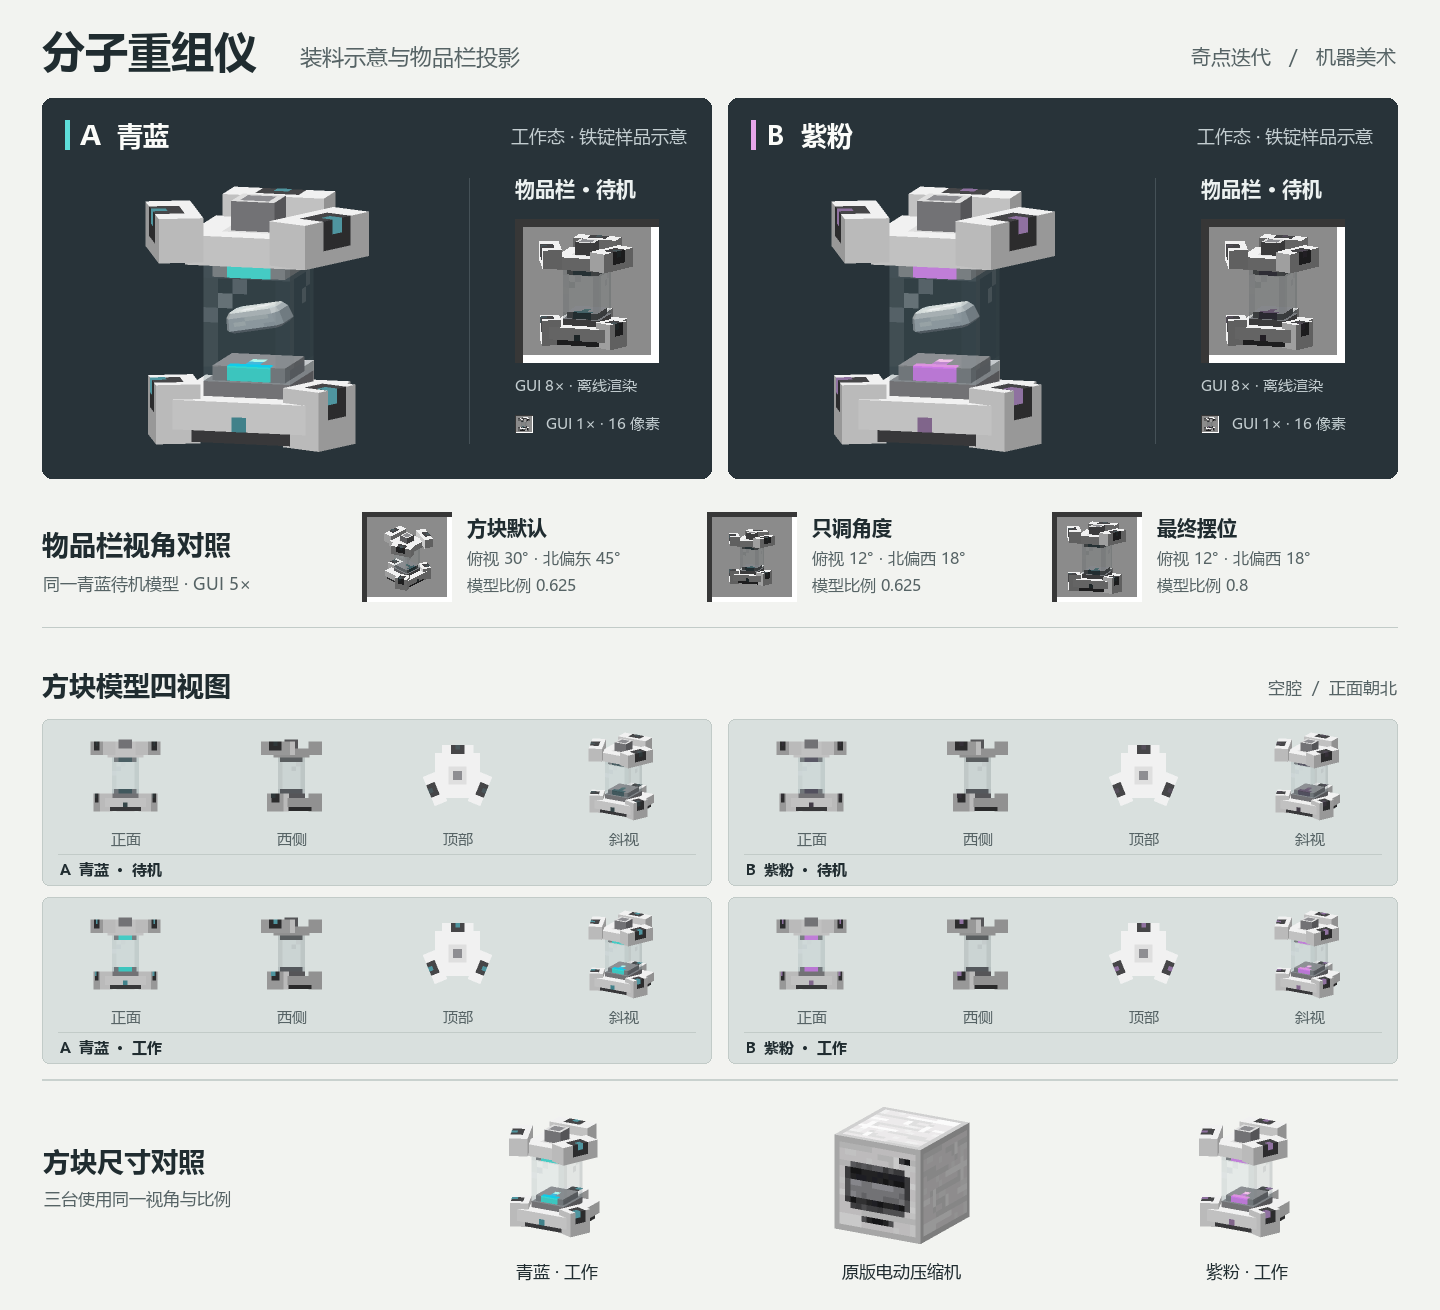 分子重组仪 装料示意与物品栏投影 奇点迭代 / 机器美术
A 青蓝 工作态 · 铁锭样品示意
物品栏 · 待机
GUI 8× · 离线渲染
GUI 1× · 16 像素
B 紫粉 工作态 · 铁锭样品示意
物品栏 · 待机
GUI 8× · 离线渲染
GUI 1× · 16 像素
物品栏视角对照
同一青蓝待机模型 · GUI 5×
方块默认
俯视 30° · 北偏东 45°
模型比例 0.625
只调角度
俯视 12° · 北偏西 18°
模型比例 0.625
最终摆位
俯视 12° · 北偏西 18°
模型比例 0.8
方块模型四视图 空腔 / 正面朝北
正面 西侧 顶部 斜视
A 青蓝 · 待机
正面 西侧 顶部 斜视
B 紫粉 · 待机
正面 西侧 顶部 斜视
A 青蓝 · 工作
正面 西侧 顶部 斜视
B 紫粉 · 工作
方块尺寸对照
三台使用同一视角与比例
青蓝 · 工作 原版电动压缩机 紫粉 · 工作